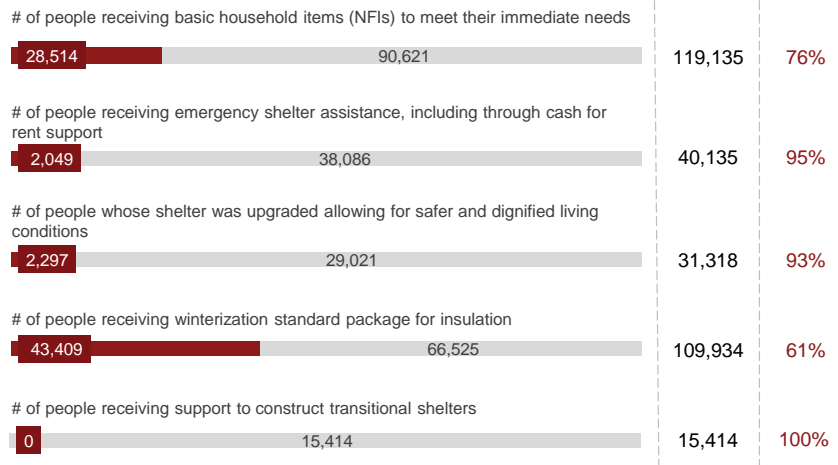 # of people receiving basic household items (NFIs) to meet their immediate needs
28,514 90,621 119,135 76%
# of people receiving emergency shelter assistance, including through cash for
rent support
2,049 38,086 40,135 95%
# of people whose shelter was upgraded allowing for safer and dignified living
conditions
2,297 29,021 31,318 93%
# of people receiving winterization standard package for insulation
43,409 66,525 109,934 61%
# of people receiving support to construct transitional shelters
0 15,414 15,414 100%